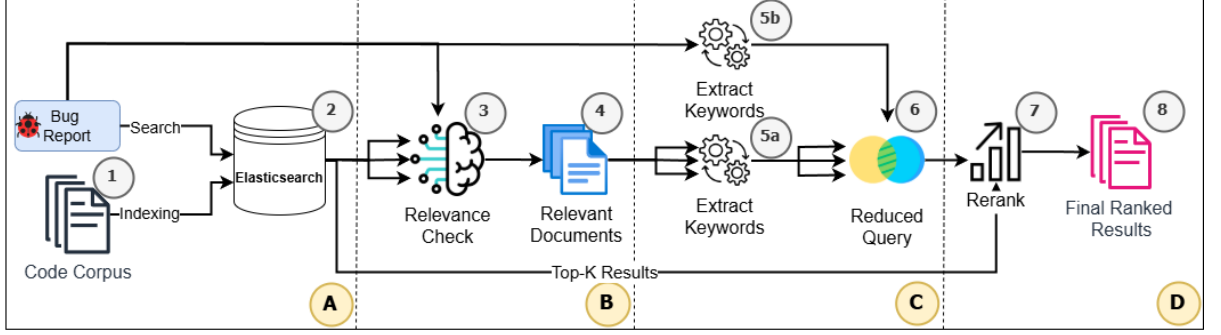 5b
Extract
Keywords
Bug
Report
Search
2
3
4
5a
6
7
8
Elasticsearch
1
Indexing
Code Corpus
Relevance
Check
Relevant
Documents
Extract
Keywords
Reduced
Query
Rerank
Final Ranked
Results
Top-K Results
A
B
C
D